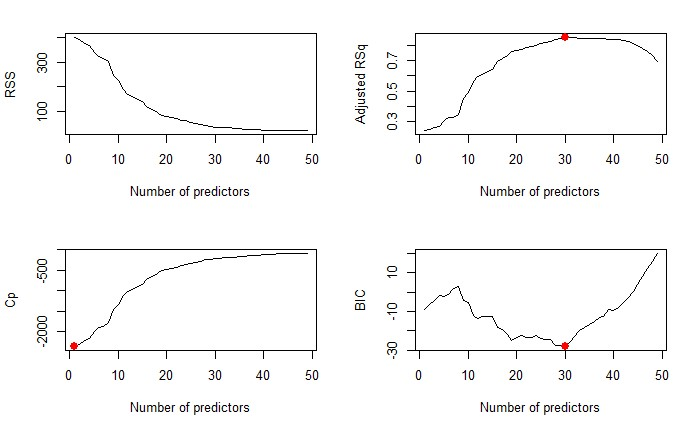 RSS
300
100
0 10 20 30 40 50
Number of predictors
Adjusted RSq
0.7
0.5
0.3
0 10 20 30 40 50
Number of predictors
Cp
-500
-2000
0 10 20 30 40 50
Number of predictors
BIC
10
-10
-30
0 10 20 30 40 50
Number of predictors